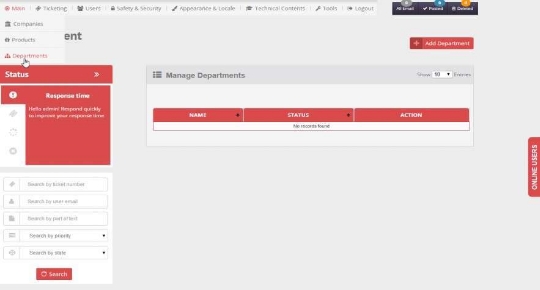 Main Ticketing Users Safety & Security Appearance & Locale Technical Contents Tools Logout
All Email Posted Deleted
Companies
Products
Departments
ent
Add Department
Status »
Response time
Hello admin! Respond quickly
to improve your response time
Manage Departments
Show 10 Entries
NAME STATUS ACTION
No records found
Search by ticket number
Search by user email
Search by part of text
Search by priority
Search by state
Search
ONLINE USERS